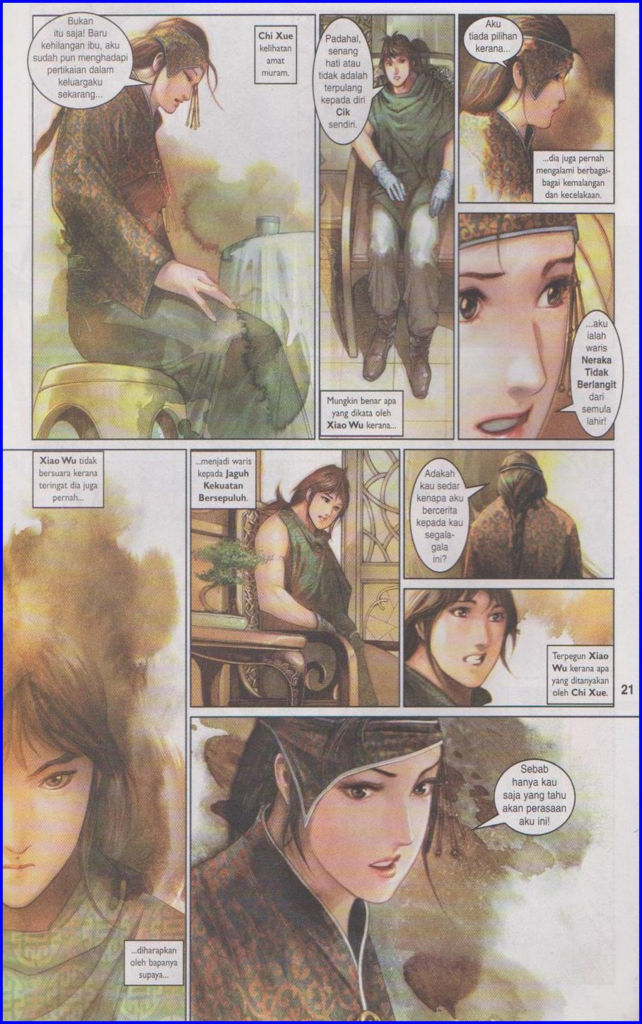 Bukan
itu saja! Baru
kehilangan ibu, aku
sudah pun menghadapi
pertikaian dalam
keluargaku
sekarang...
Chi Xue
kelihatan
amat
muram.
Padahal,
senang
hati atau
tidak adalah
terpulang
kepada diri
Cik
sendiri.
Mungkin benar apa
yang dikata oleh
Xiao Wu kerana...
Aku
tiada pilihan
kerana...
...dia juga pernah
mengalami berbagai-
bagai kemalangan
dan kecelakaan.
...aku
ialah
waris
Neraka
Tidak
Berlangit
dari
semula
lahir!
Xiao Wu tidak
bersuara kerana
teringat dia juga
pernah...
...diharapkan
oleh bapanya
supaya...
...menjadi waris
kepada Jaguh
Kekuatan
Bersepuluh.
Adakah
kau sedar
kenapa aku
bercerita
kepada kau
segala-
gala
ini?
Terpegun Xiao
Wu kerana apa
yang ditanyakan
oleh Chi Xue.
21
Sebab
hanya kau
saja yang tahu
akan perasaan
aku ini!